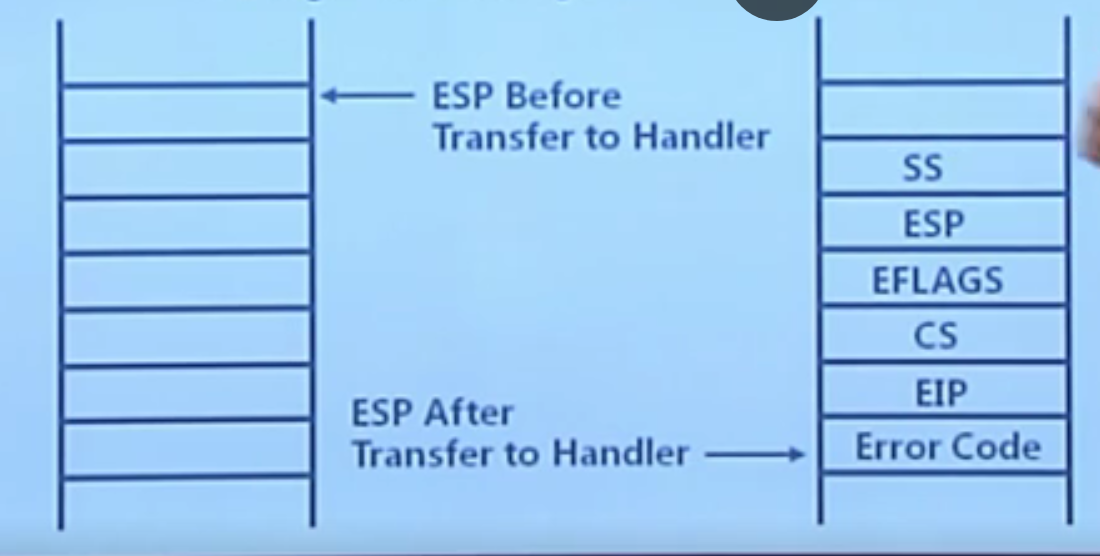 ESP Before
Transfer to Handler
SS
ESP
EFLAGS
CS
EIP
ESP After
Transfer to Handler
Error Code